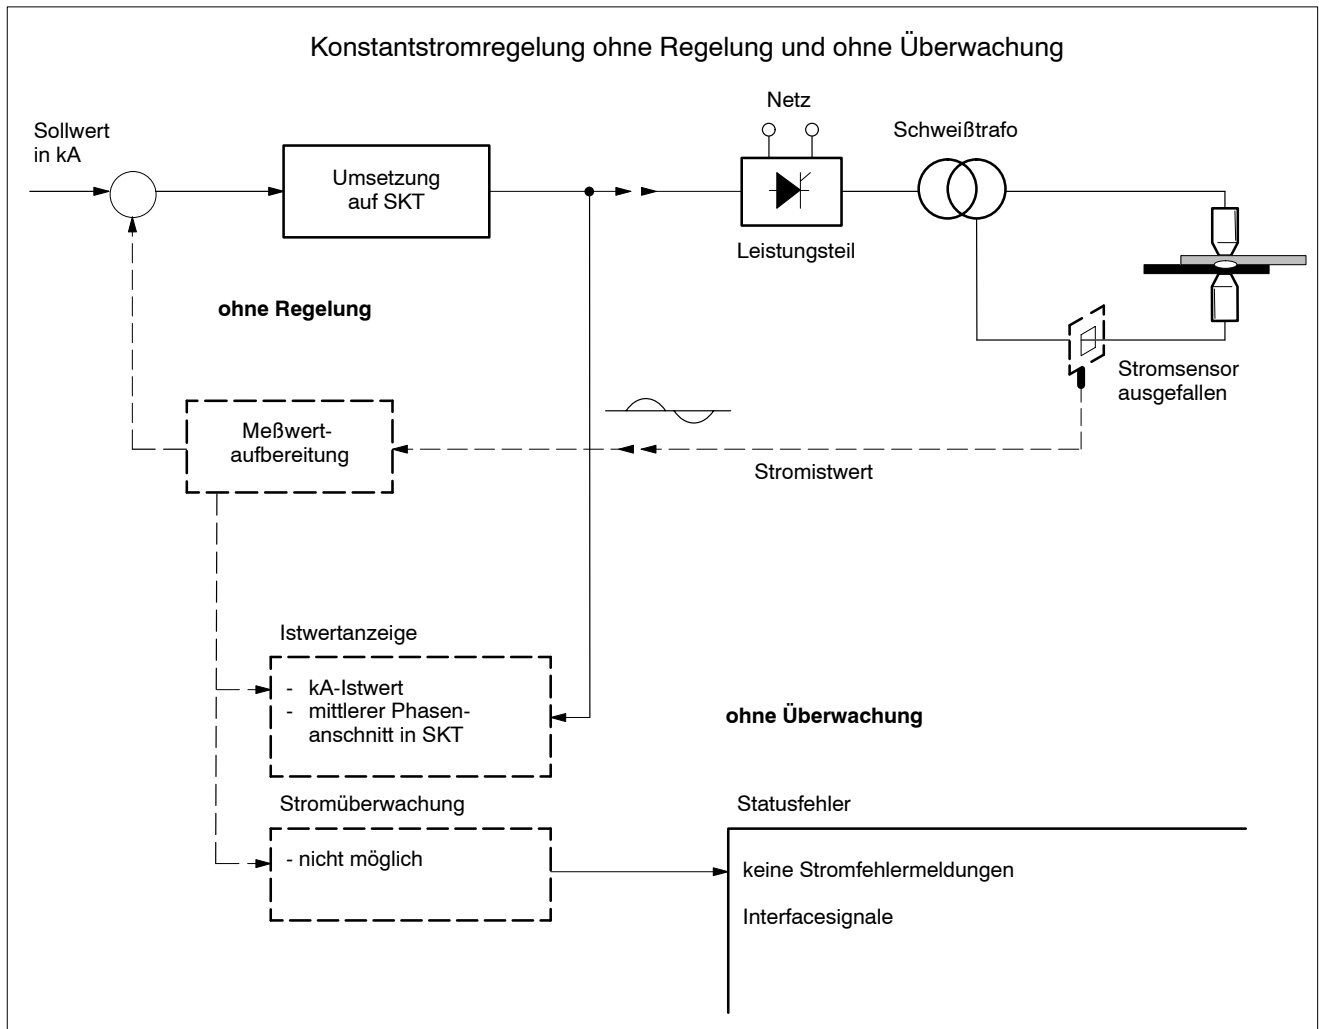 Konstantstromregelung ohne Regelung und ohne Überwachung
Netz
Sollwert
in kA
Schweißtrafo
Umsetzung
auf SKT
Leistungsteil
ohne Regelung
Stromsensor
ausgefallen
Meßwert-
aufbereitung
Stromistwert
Istwertanzeige
- kA-Istwert
- mittlerer Phasen-
anschnitt in SKT
ohne Überwachung
Stromüberwachung
Statusfehler
- nicht möglich
keine Stromfehlermeldungen
Interfacesignale